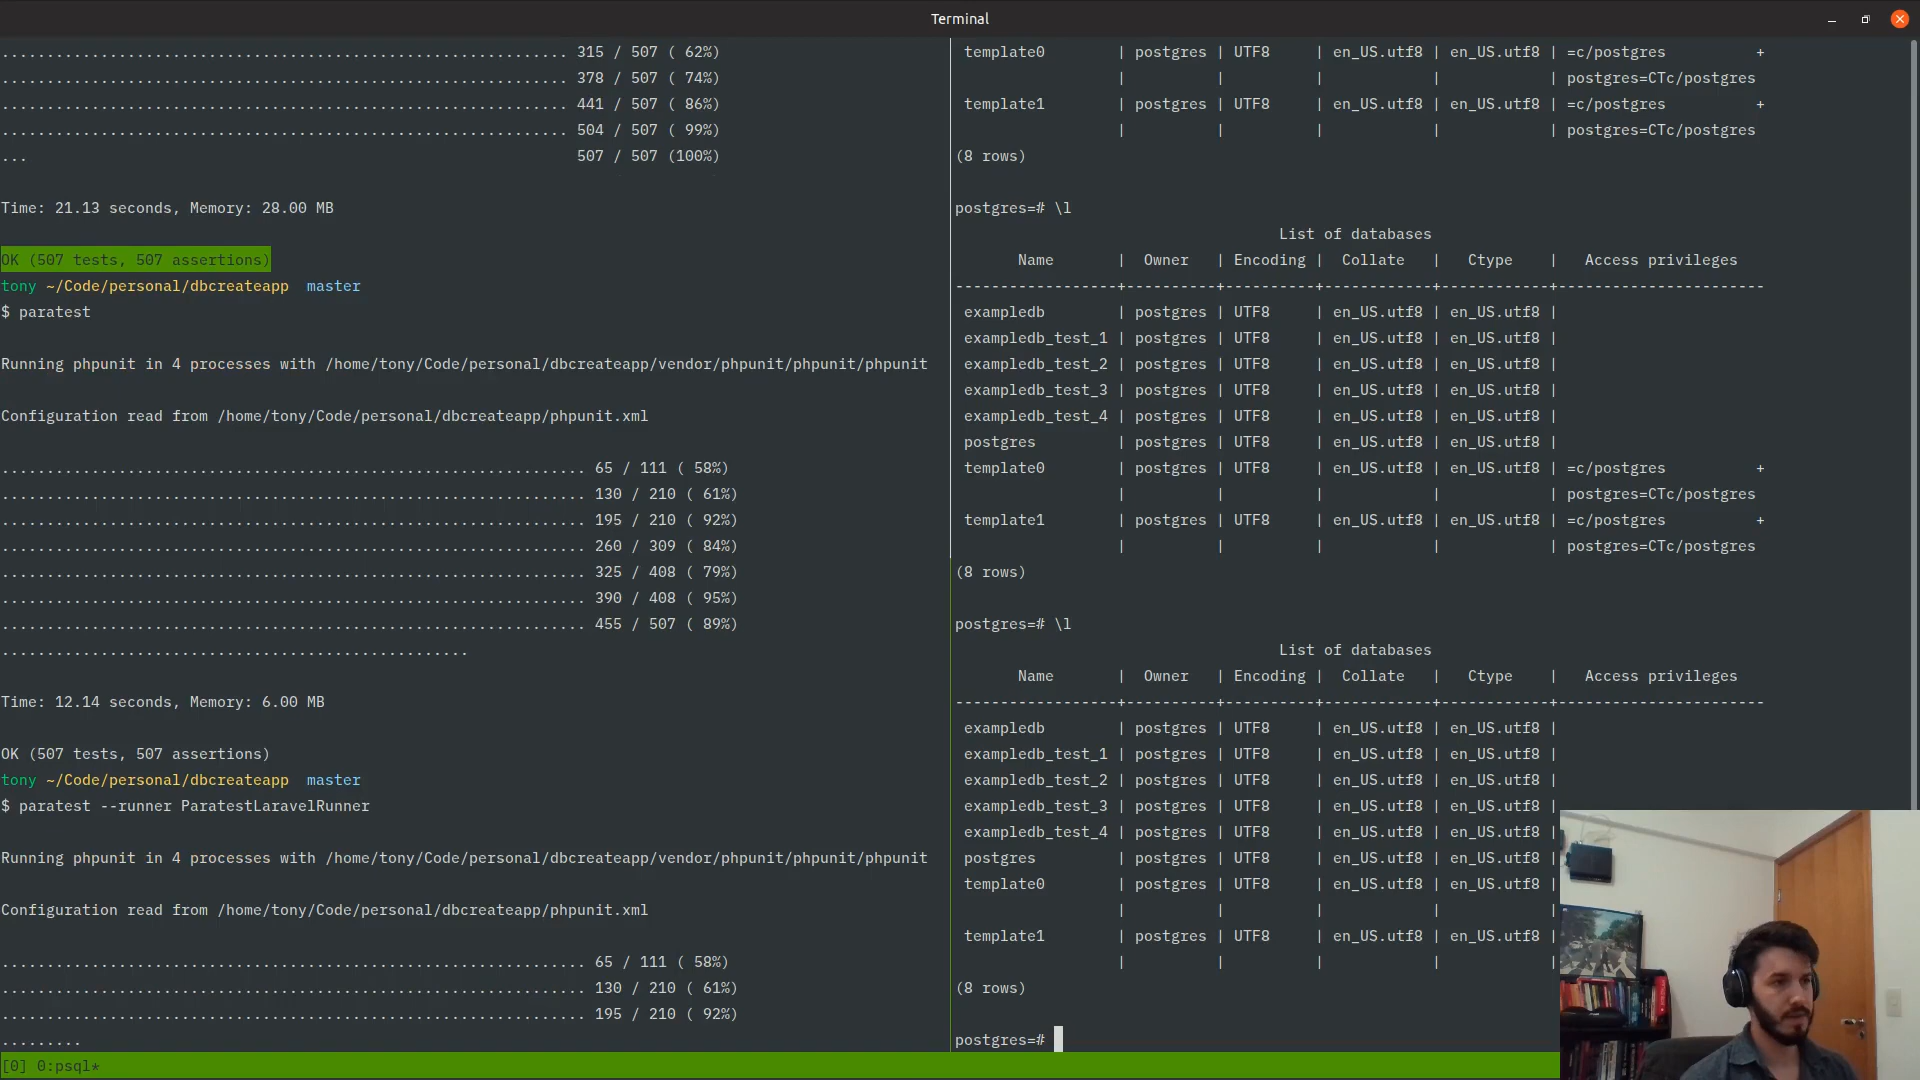 Terminal
............................................................... 315 / 507 ( 62%)
............................................................... 378 / 507 ( 74%)
............................................................... 441 / 507 ( 86%)
............................................................... 504 / 507 ( 99%)
...                                                             507 / 507 (100%)
Time: 21.13 seconds, Memory: 28.00 MB
OK (507 tests, 507 assertions)
tony ~/Code/personal/dbcreateapp  master
$ paratest
Running phpunit in 4 processes with /home/tony/Code/personal/dbcreateapp/vendor/phpunit/phpunit/phpunit
Configuration read from /home/tony/Code/personal/dbcreateapp/phpunit.xml
................................................................. 65 / 111 ( 58%)
................................................................. 130 / 210 ( 61%)
................................................................. 195 / 210 ( 92%)
................................................................. 260 / 309 ( 84%)
................................................................. 325 / 408 ( 79%)
................................................................. 390 / 408 ( 95%)
................................................................. 455 / 507 ( 89%)
....................................................
Time: 12.14 seconds, Memory: 6.00 MB
OK (507 tests, 507 assertions)
tony ~/Code/personal/dbcreateapp  master
$ paratest --runner ParatestLaravelRunner
Running phpunit in 4 processes with /home/tony/Code/personal/dbcreateapp/vendor/phpunit/phpunit/phpunit
Configuration read from /home/tony/Code/personal/dbcreateapp/phpunit.xml
................................................................. 65 / 111 ( 58%)
................................................................. 130 / 210 ( 61%)
................................................................. 195 / 210 ( 92%)
.........
template0        | postgres | UTF8     | en_US.utf8 | en_US.utf8 | =c/postgres          +
                 |          |          |            |            | postgres=CTc/postgres
template1        | postgres | UTF8     | en_US.utf8 | en_US.utf8 | =c/postgres          +
                 |          |          |            |            | postgres=CTc/postgres
(8 rows)
postgres=# \l
List of databases
Name       |  Owner   | Encoding |  Collate   |   Ctype    |   Access privileges
------------------+----------+----------+------------+------------+-----------------------
exampledb        | postgres | UTF8     | en_US.utf8 | en_US.utf8 |
exampledb_test_1 | postgres | UTF8     | en_US.utf8 | en_US.utf8 |
exampledb_test_2 | postgres | UTF8     | en_US.utf8 | en_US.utf8 |
exampledb_test_3 | postgres | UTF8     | en_US.utf8 | en_US.utf8 |
exampledb_test_4 | postgres | UTF8     | en_US.utf8 | en_US.utf8 |
postgres         | postgres | UTF8     | en_US.utf8 | en_US.utf8 |
template0        | postgres | UTF8     | en_US.utf8 | en_US.utf8 | =c/postgres          +
                 |          |          |            |            | postgres=CTc/postgres
template1        | postgres | UTF8     | en_US.utf8 | en_US.utf8 | =c/postgres          +
                 |          |          |            |            | postgres=CTc/postgres
(8 rows)
postgres=# \l
List of databases
Name       |  Owner   | Encoding |  Collate   |   Ctype    |   Access privileges
------------------+----------+----------+------------+------------+-----------------------
exampledb        | postgres | UTF8     | en_US.utf8 | en_US.utf8 |
exampledb_test_1 | postgres | UTF8     | en_US.utf8 | en_US.utf8 |
exampledb_test_2 | postgres | UTF8     | en_US.utf8 | en_US.utf8 |
exampledb_test_3 | postgres | UTF8     | en_US.utf8 | en_US.utf8 |
exampledb_test_4 | postgres | UTF8     | en_US.utf8 | en_US.utf8 |
postgres         | postgres | UTF8     | en_US.utf8 | en_US.utf8 |
template0        | postgres | UTF8     | en_US.utf8 | en_US.utf8 |
                 |          |          |            |            |
template1        | postgres | UTF8     | en_US.utf8 | en_US.utf8 |
                 |          |          |            |            |
(8 rows)
postgres=#
[0] 0:psql*